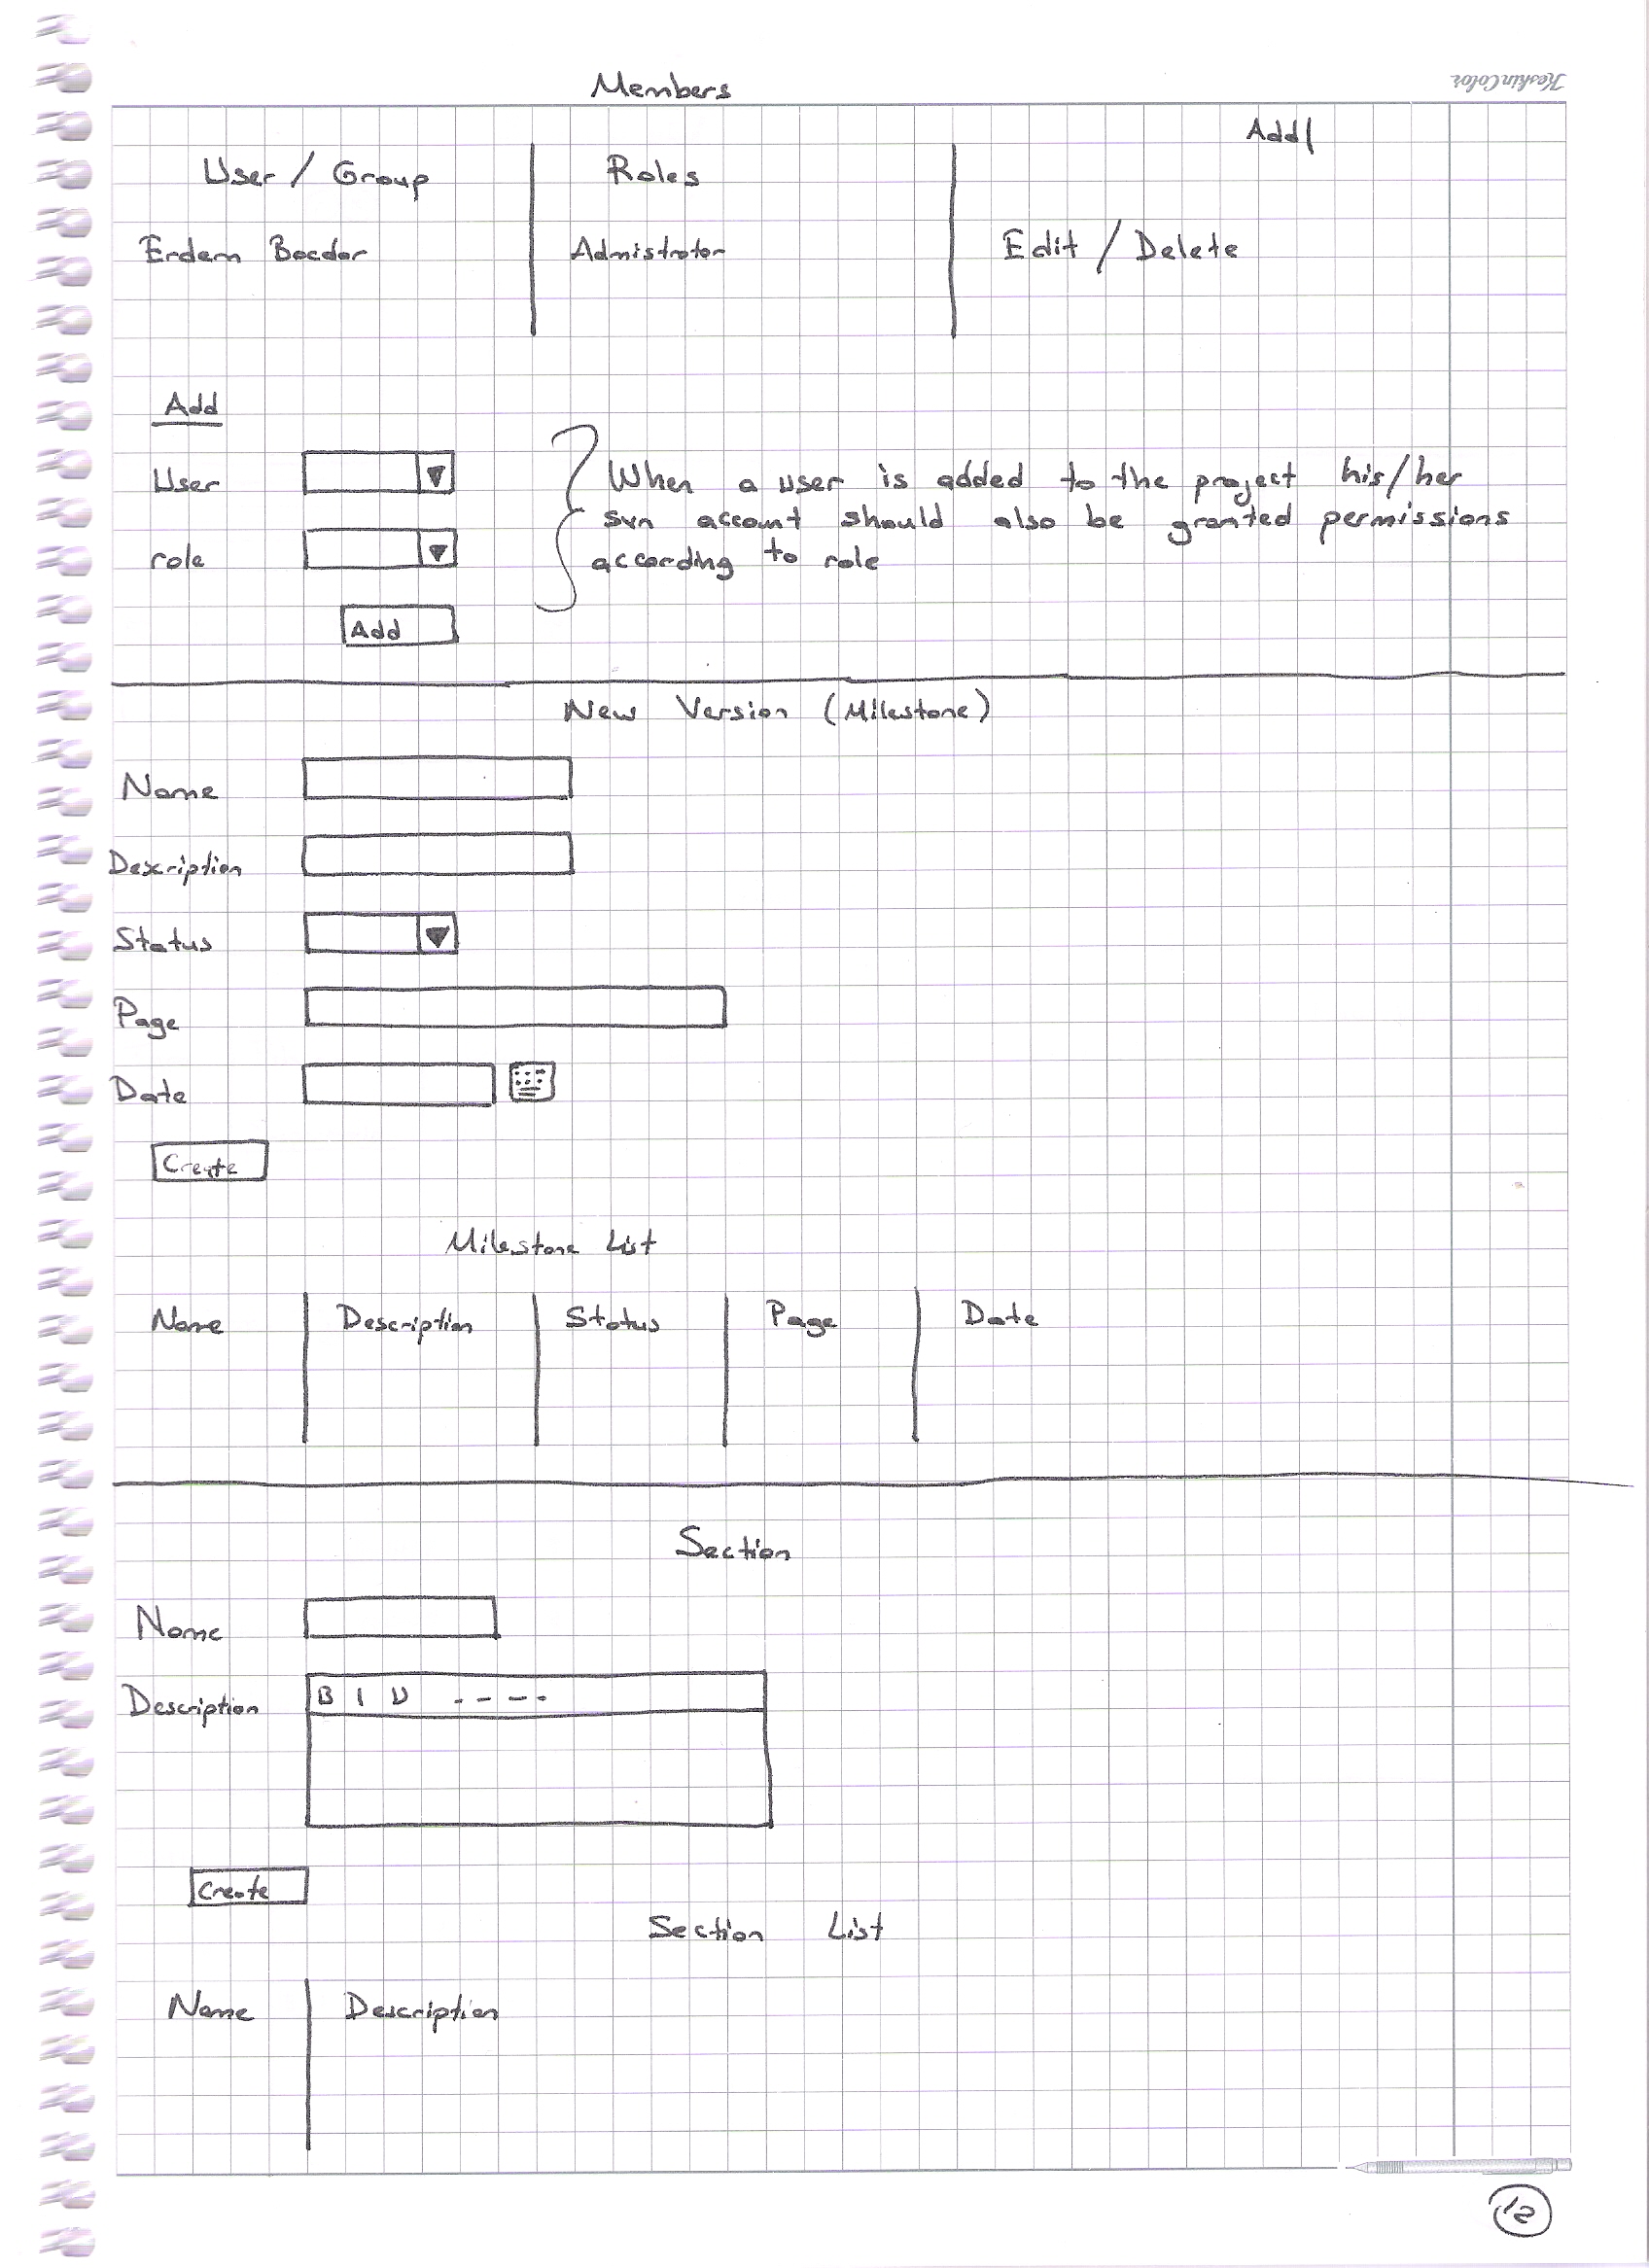 KeskinColor
Members
Add|
User / Group
Roles
Erdem Bocdor
Admistrator
Edit / Delete
Add
User
When a user is added to the project his/her
svn account should also be granted permissions
role
according to role
Add
New Version (Milestone)
Name
Description
Status
Page
Date
Create
Milestone List
Name Description Status Page Date
Section
Name
Description
B I U ----
Create
Section List
Name Description
12